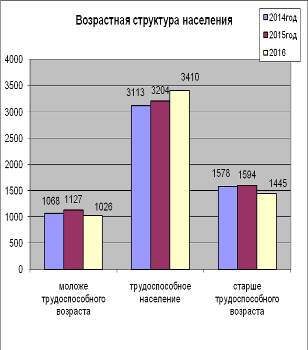 Возрастная структура населения
2014год
2015год
2016
4000
3500
3000
2500
2000
1500
1000
500
0
1068
1127
1026
3113
3204
3410
1578
1594
1445
моложе
трудоспособного
возраста
трудоспособное
население
старше
трудоспособного
возраста